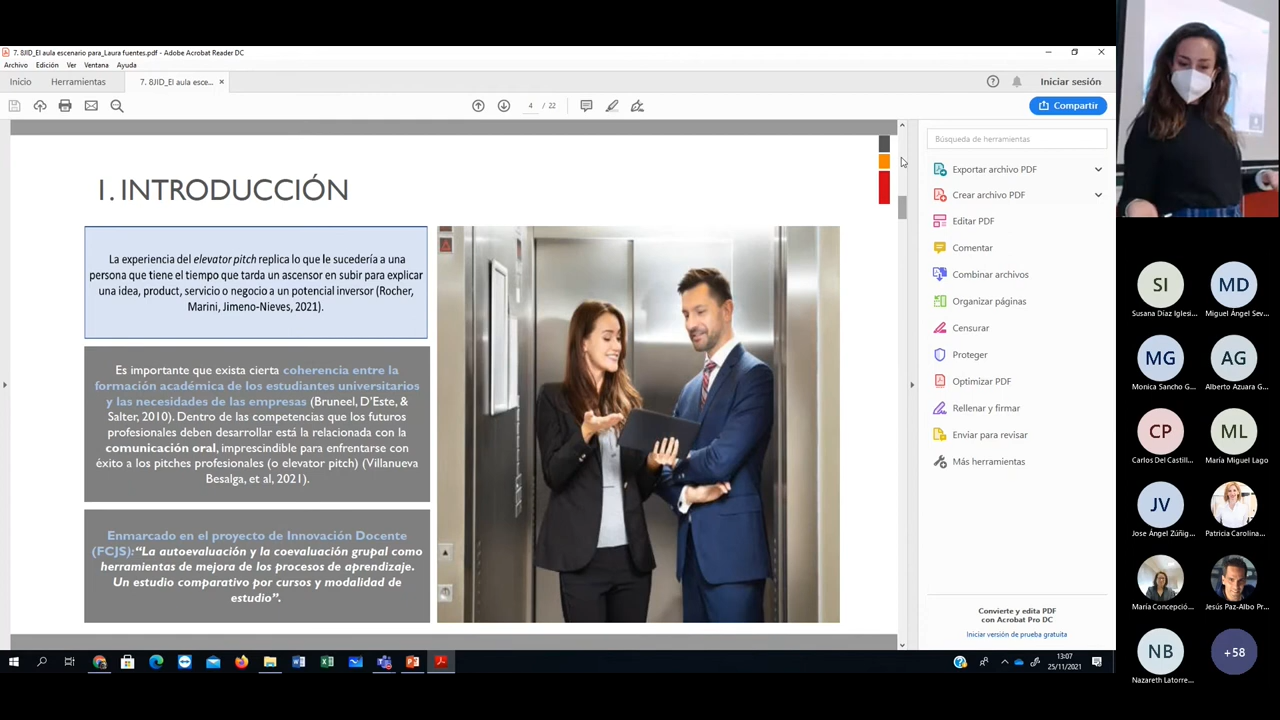 7. 8JID_El aula escenario para_Laura fuentes.pdf - Adobe Acrobat Reader DC
Archivo Edición Ver Ventana Ayuda
Inicio Herramientas 7. 8JID_El aula esce... × Iniciar sesión
4 / 22 Compartir
I. INTRODUCCIÓN
La experiencia del elevator pitch replica lo que le sucedería a una
persona que tiene el tiempo que tarda un ascensor en subir para explicar
una idea, product, servicio o negocio a un potencial inversor (Rocher,
Marini, Jimeno-Nieves, 2021).
Es importante que exista cierta coherencia entre la
formación académica de los estudiantes universitarios
y las necesidades de las empresas (Bruneel, D'Este, &
Salter, 2010). Dentro de las competencias que los futuros
profesionales deben desarrollar está la relacionada con la
comunicación oral, imprescindible para enfrentarse con
éxito a los pitches profesionales (o elevator pitch) (Villanueva
Besalga, et al, 2021).
Enmarcado en el proyecto de Innovación Docente
(FCJS):“La autoevaluación y la coevaluación grupal como
herramientas de mejora de los procesos de aprendizaje.
Un estudio comparativo por cursos y modalidad de
estudio”.
Búsqueda de herramientas
Exportar archivo PDF
Crear archivo PDF
Editar PDF
Comentar
Combinar archivos
Organizar páginas
Censurar
Proteger
Optimizar PDF
Rellenar y firmar
Enviar para revisar
Más herramientas
Convierte y edita PDF
con Acrobat Pro DC
Iniciar versión de prueba gratuita
13:07
25/11/2021
SI MD
Susana Díaz Iglesi... Miguel Ángel Sev...
MG AG
Monica Sancho G... Alberto Azuara G...
CP ML
Carlos Del Castill... María Miguel Lago
JV
Jose Ángel Zúñig... Patricia Carolina...
María Concepció... Jesús Paz-Albo Pr...
NB +58
Nazareth Latorre...